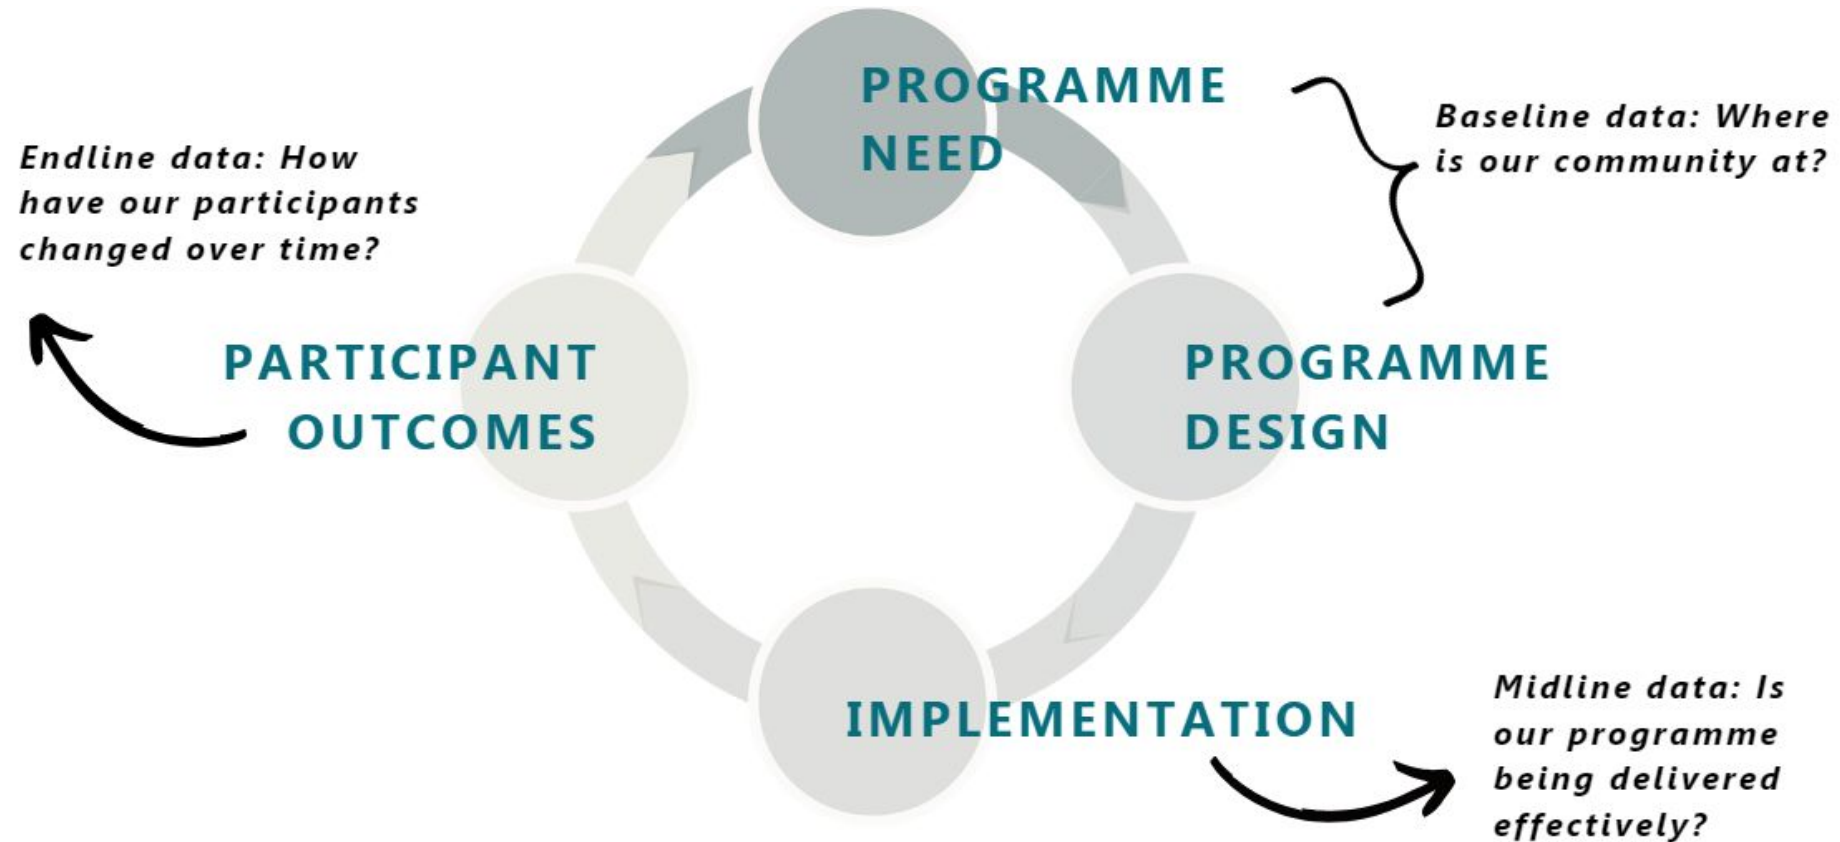 PROGRAMME
NEED
Baseline data: Where
is our community at?
Endline data: How
have our participants
changed over time?
PARTICIPANT
OUTCOMES
PROGRAMME
DESIGN
IMPLEMENTATION
Midline data: Is
our programme
being delivered
effectively?